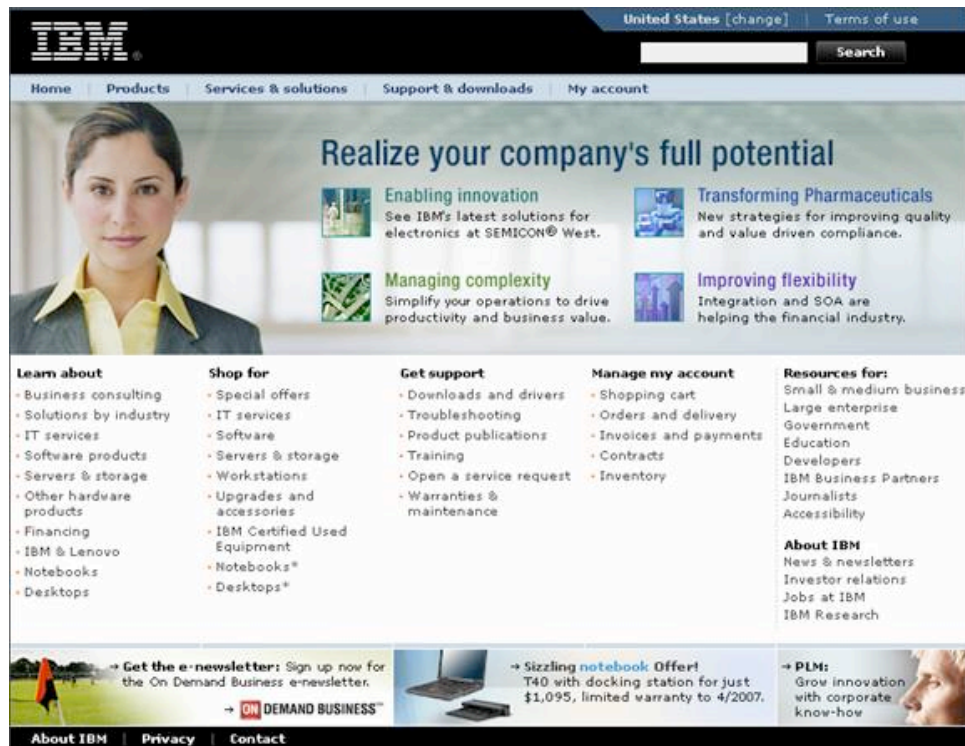 United States [change] | Terms of use
IBM®
Search
Home | Products | Services & solutions | Support & downloads | My account
Realize your company's full potential
Enabling innovation
See IBM's latest solutions for
electronics at SEMICON® West.
Transforming Pharmaceuticals
New strategies for improving quality
and value driven compliance.
Managing complexity
Simplify your operations to drive
productivity and business value.
Improving flexibility
Integration and SOA are
helping the financial industry.
Learn about
Business consulting
Solutions by industry
IT services
Software products
Servers & storage
Other hardware
products
Financing
IBM & Lenovo
Notebooks
Desktops
Shop for
Special offers
IT services
Software
Servers & storage
Workstations
Upgrades and
accessories
IBM Certified Used
Equipment
Notebooks*
Desktops*
Get support
Downloads and drivers
Troubleshooting
Product publications
Training
Open a service request
Warranties &
maintenance
Manage my account
Shopping cart
Orders and delivery
Invoices and payments
Contracts
Inventory
Resources for:
Small & medium business
Large enterprise
Government
Education
Developers
IBM Business Partners
Journalists
Accessibility
About IBM
News & newsletters
Investor relations
Jobs at IBM
IBM Research
→ Get the e-newsletter: Sign up now for
the On Demand Business e-newsletter.
→ ON DEMAND BUSINESS™
→ Sizzling notebook Offer!
T40 with docking station for just
$1,095, limited warranty to 4/2007.
→ PLM:
Grow innovation
with corporate
know-how
About IBM | Privacy | Contact